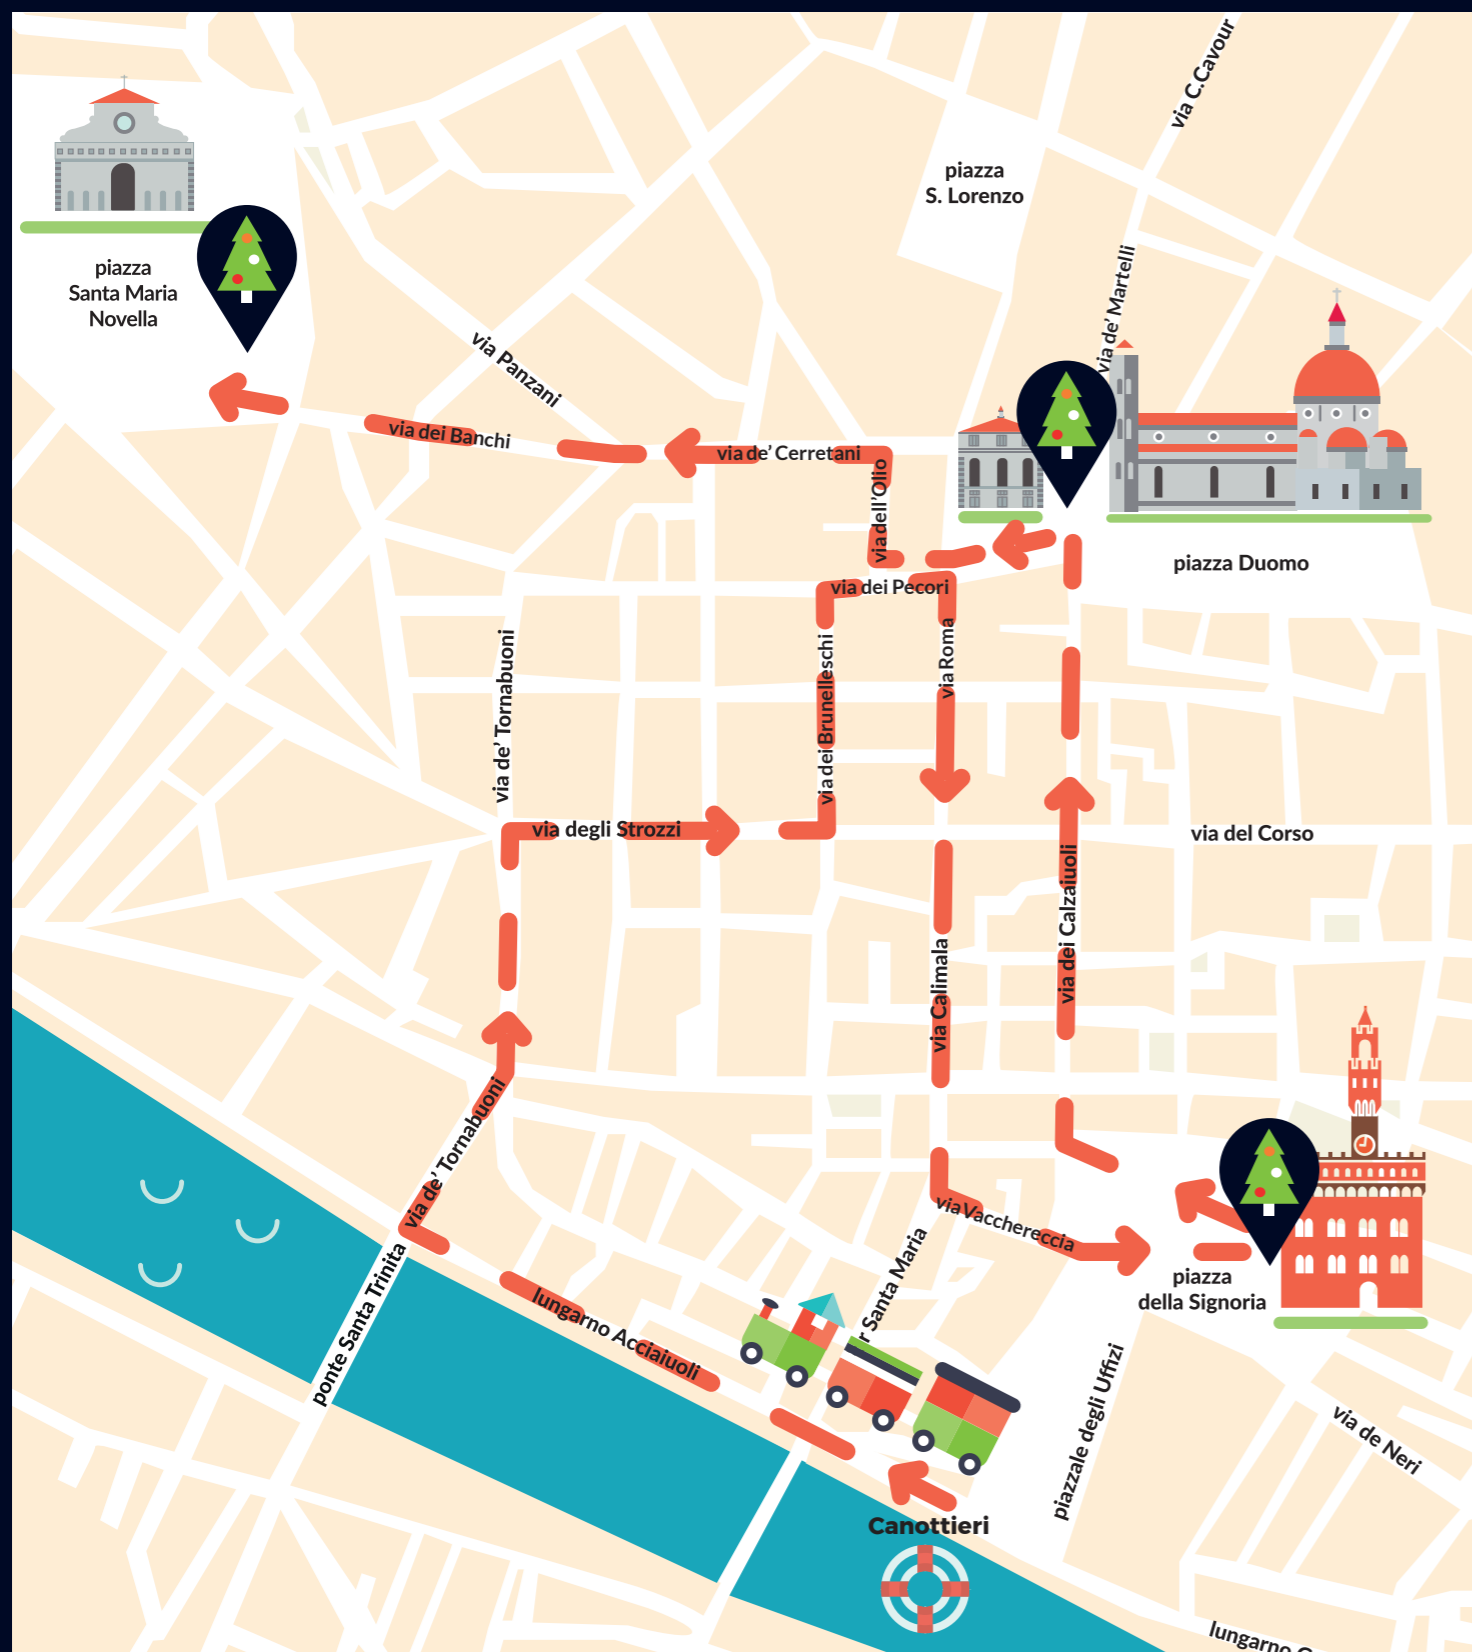 via C.Cavour
piazza
S. Lorenzo
piazza
Santa Maria
Novella
via de' Martelli
via Panzani
via dei Banchi
via de' Cerretani
via dell'Olio
piazza Duomo
via dei Pecori
via Roma
via de' Tornabuoni
via dei Brunelleschi
via degli Strozzi
via del Corso
via dei Calzaiuoli
via Calimala
via de' Tornabuoni
via Vacchereccia
piazza
della Signoria
ponte Santa Trinita
lungarno Acciaiuoli
r Santa Maria
piazzale degli Uffizi
via de Neri
Canottieri
lungarno